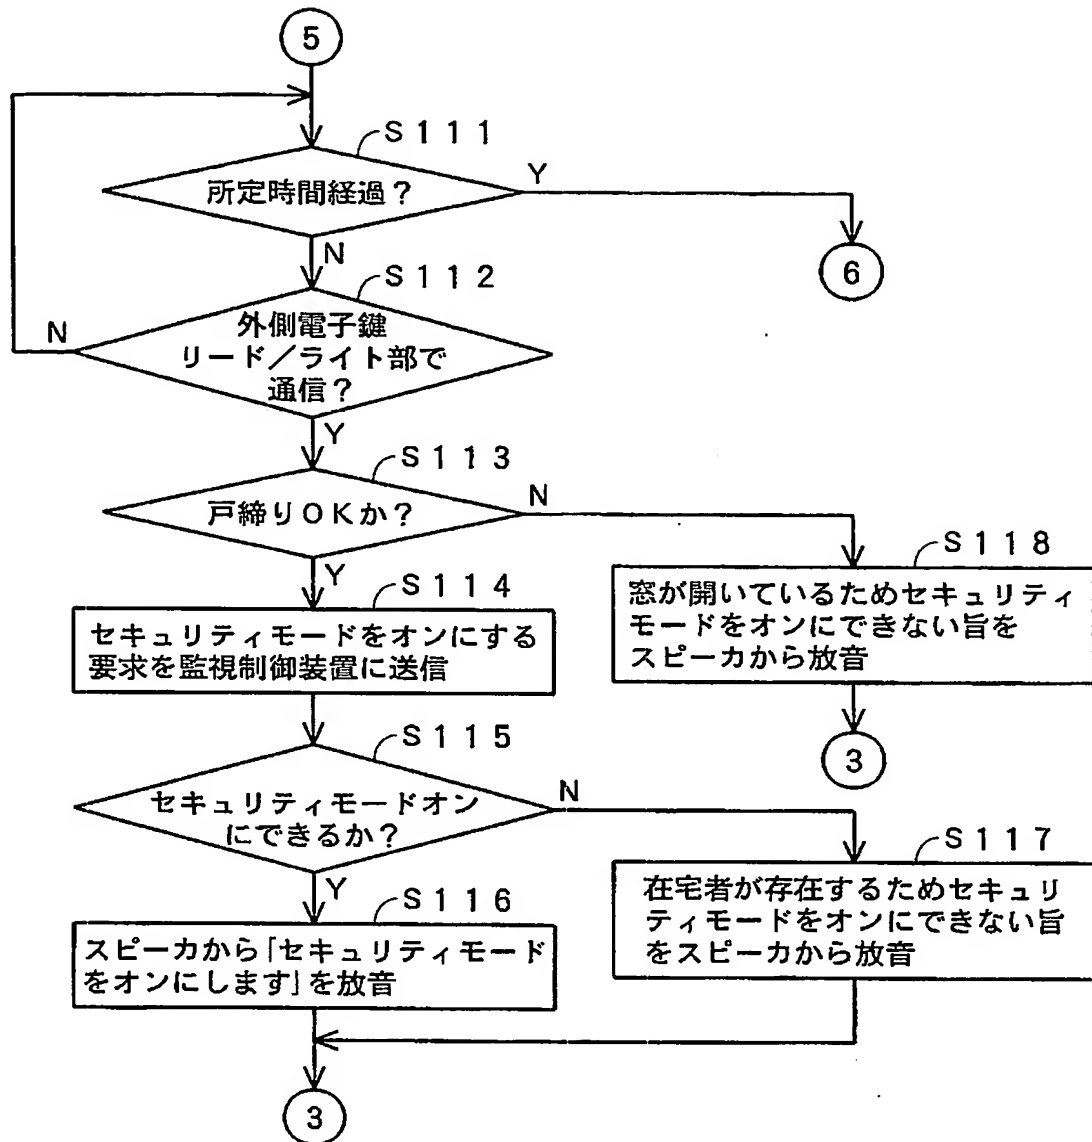 5
S111
所定時間経過？
Y
6
N
S112
外側電子鍵
リード／ライト部で
通信？
N
Y
S113
戸締りOKか？
N
Y
S118
窓が開いているためセキュリティ
モードをオンにできない旨を
スピーカから放音
3
S114
セキュリティモードをオンにする
要求を監視制御装置に送信
S115
セキュリティモードオン
にできるか？
N
Y
S117
在宅者が存在するためセキュリ
ティモードをオンにできない旨
をスピーカから放音
S116
スピーカから「セキュリティモード
をオンにします」を放音
3